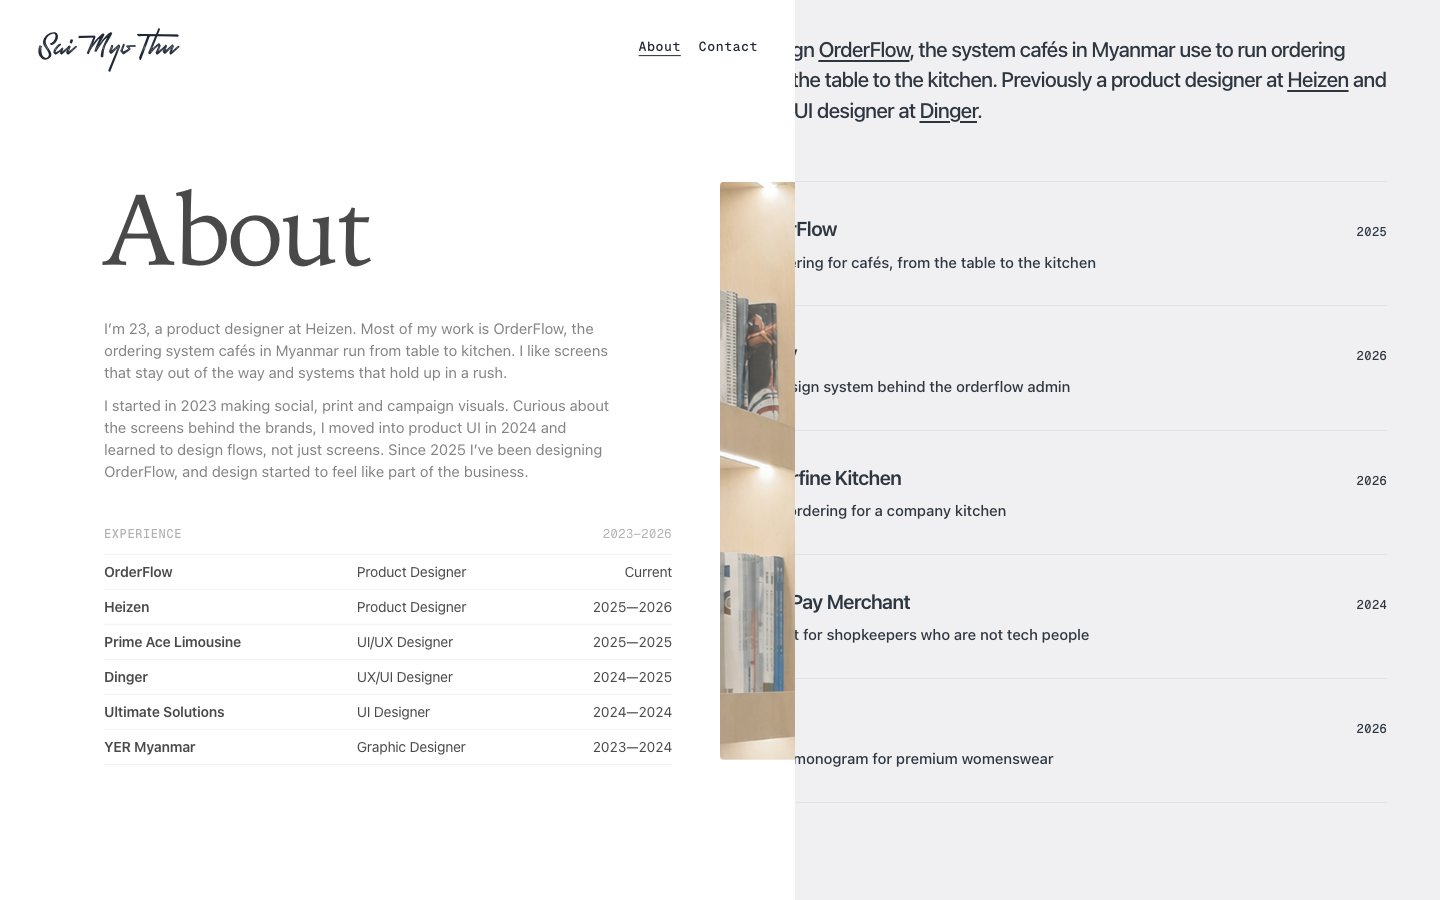 Sai Myo Thu
About Contact
About
I’m 23, a product designer at Heizen. Most of my work is OrderFlow, the
ordering system cafés in Myanmar run from table to kitchen. I like screens
that stay out of the way and systems that hold up in a rush.
I started in 2023 making social, print and campaign visuals. Curious about
the screens behind the brands, I moved into product UI in 2024 and
learned to design flows, not just screens. Since 2025 I’ve been designing
OrderFlow, and design started to feel like part of the business.
EXPERIENCE 2023—2026
OrderFlow Product Designer Current
Heizen Product Designer 2025—2026
Prime Ace Limousine UI/UX Designer 2025—2025
Dinger UX/UI Designer 2024—2025
Ultimate Solutions UI Designer 2024—2024
YER Myanmar Graphic Designer 2023—2024
OrderFlow, the system cafés in Myanmar use to run ordering
the table to the kitchen. Previously a product designer at Heizen and
UI designer at Dinger.
Flow 2025
for cafés, from the table to the kitchen
2026
system behind the orderflow admin
Kitchen 2026
ordering for a company kitchen
Pay Merchant 2024
for shopkeepers who are not tech people
2026
monogram for premium womenswear